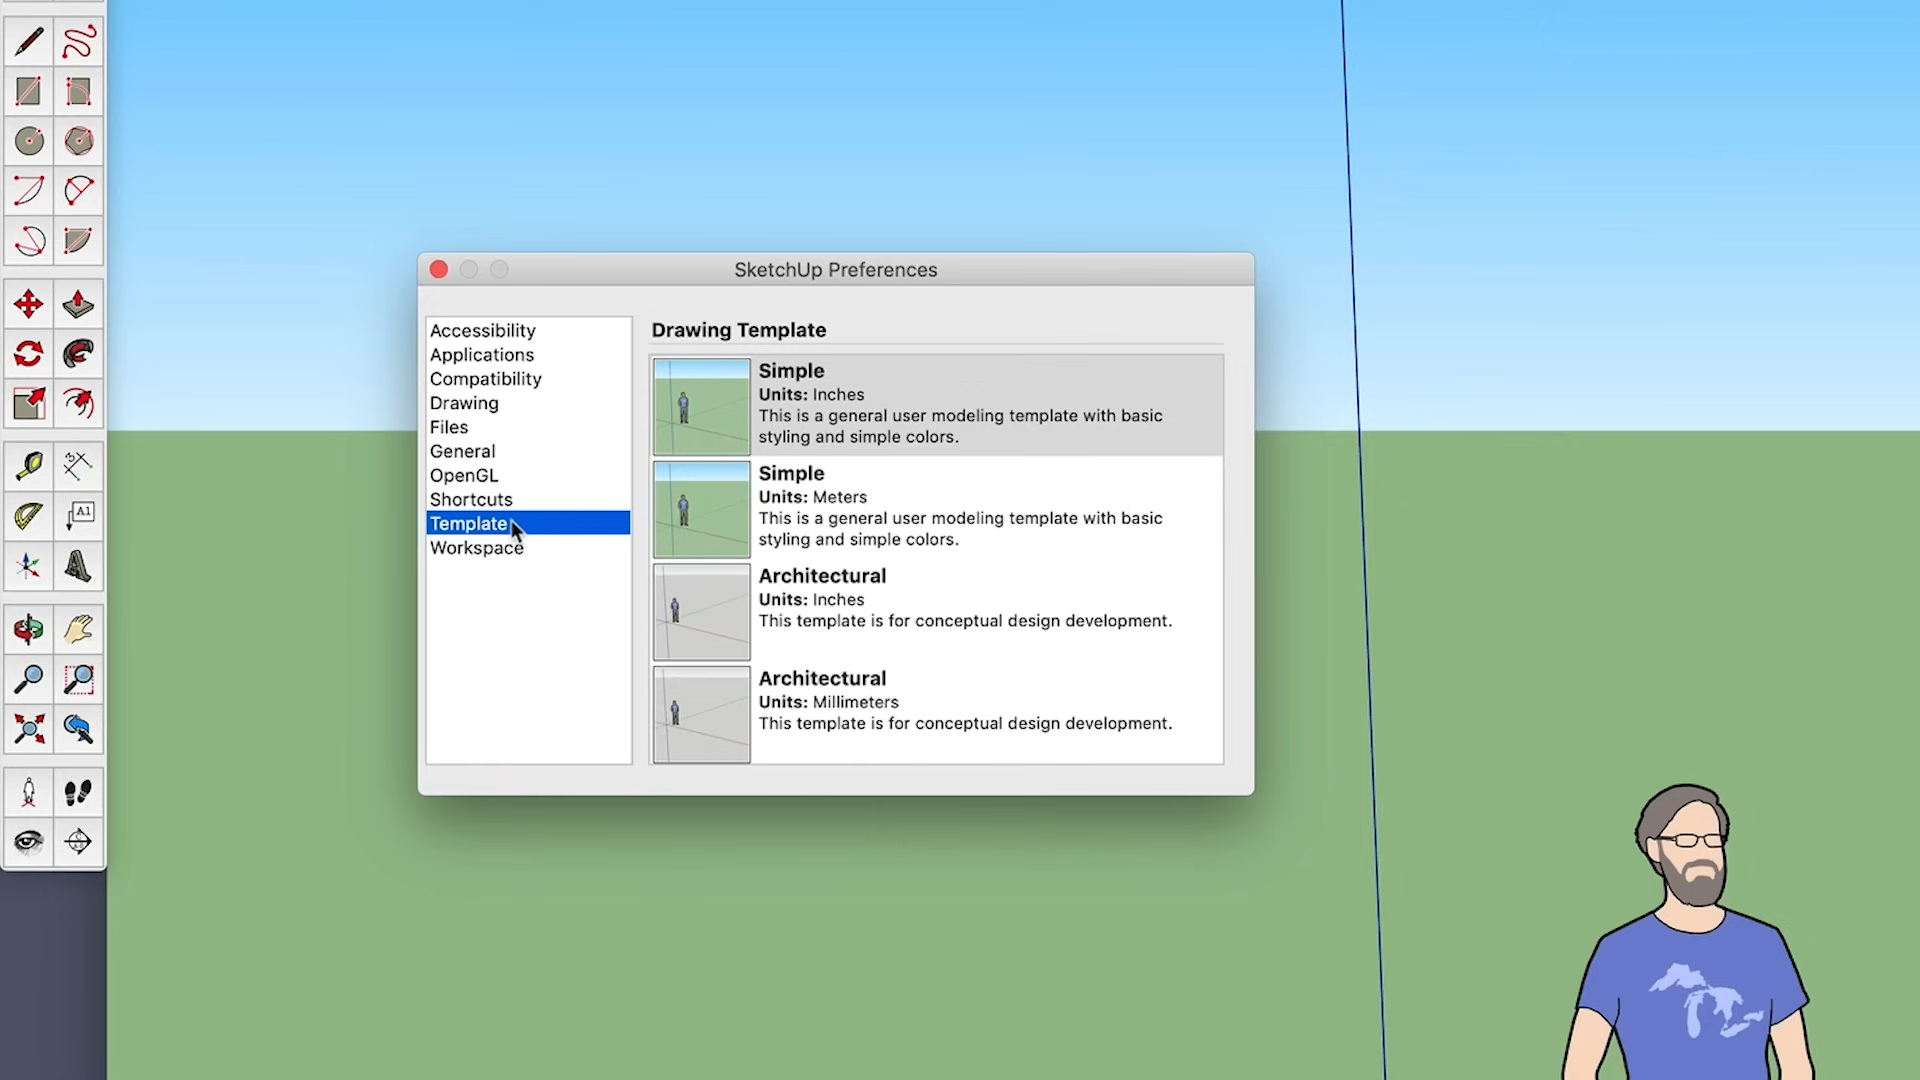 SketchUp Preferences
Accessibility
Applications
Compatibility
Drawing
Files
General
OpenGL
Shortcuts
Template
Workspace
Drawing Template
Simple
Units: Inches
This is a general user modeling template with basic
styling and simple colors.
Simple
Units: Meters
This is a general user modeling template with basic
styling and simple colors.
Architectural
Units: Inches
This template is for conceptual design development.
Architectural
Units: Millimeters
This template is for conceptual design development.
A1